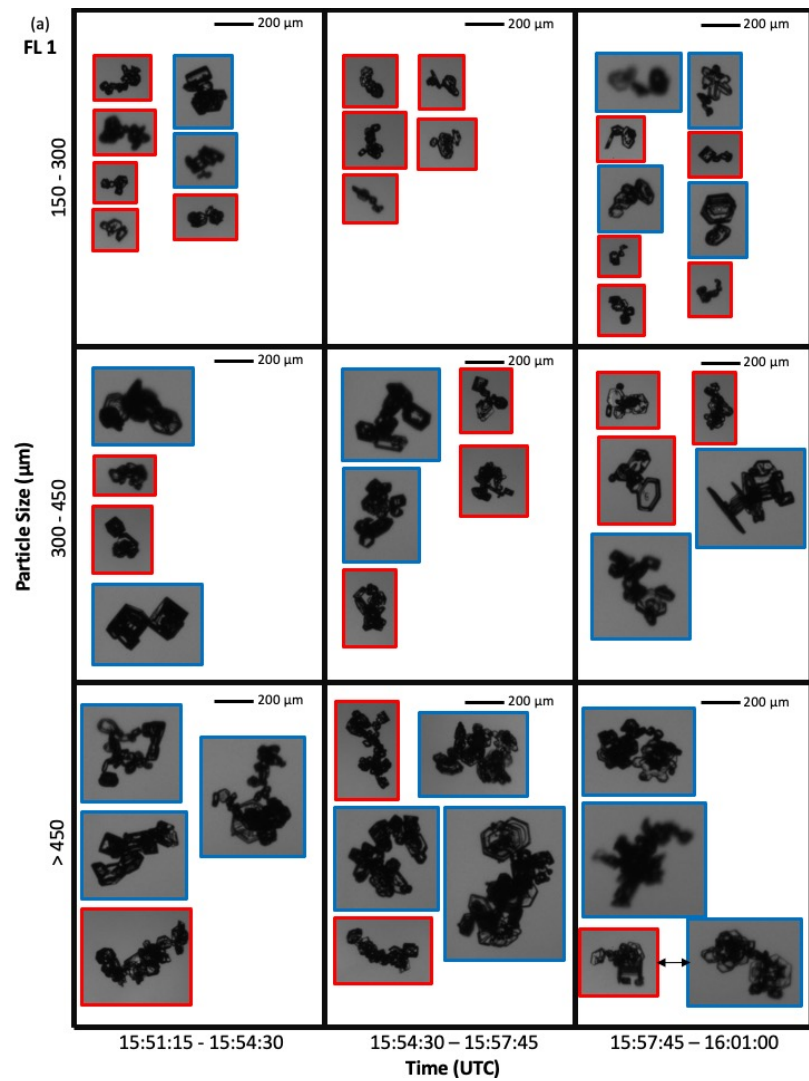 (a)
FL 1
200 µm
200 µm
200 µm
150 - 300
200 µm
200 µm
200 µm
Particle Size (µm)
300 - 450
200 µm
200 µm
200 µm
> 450
15:51:15 - 15:54:30
15:54:30 – 15:57:45
15:57:45 – 16:01:00
Time (UTC)